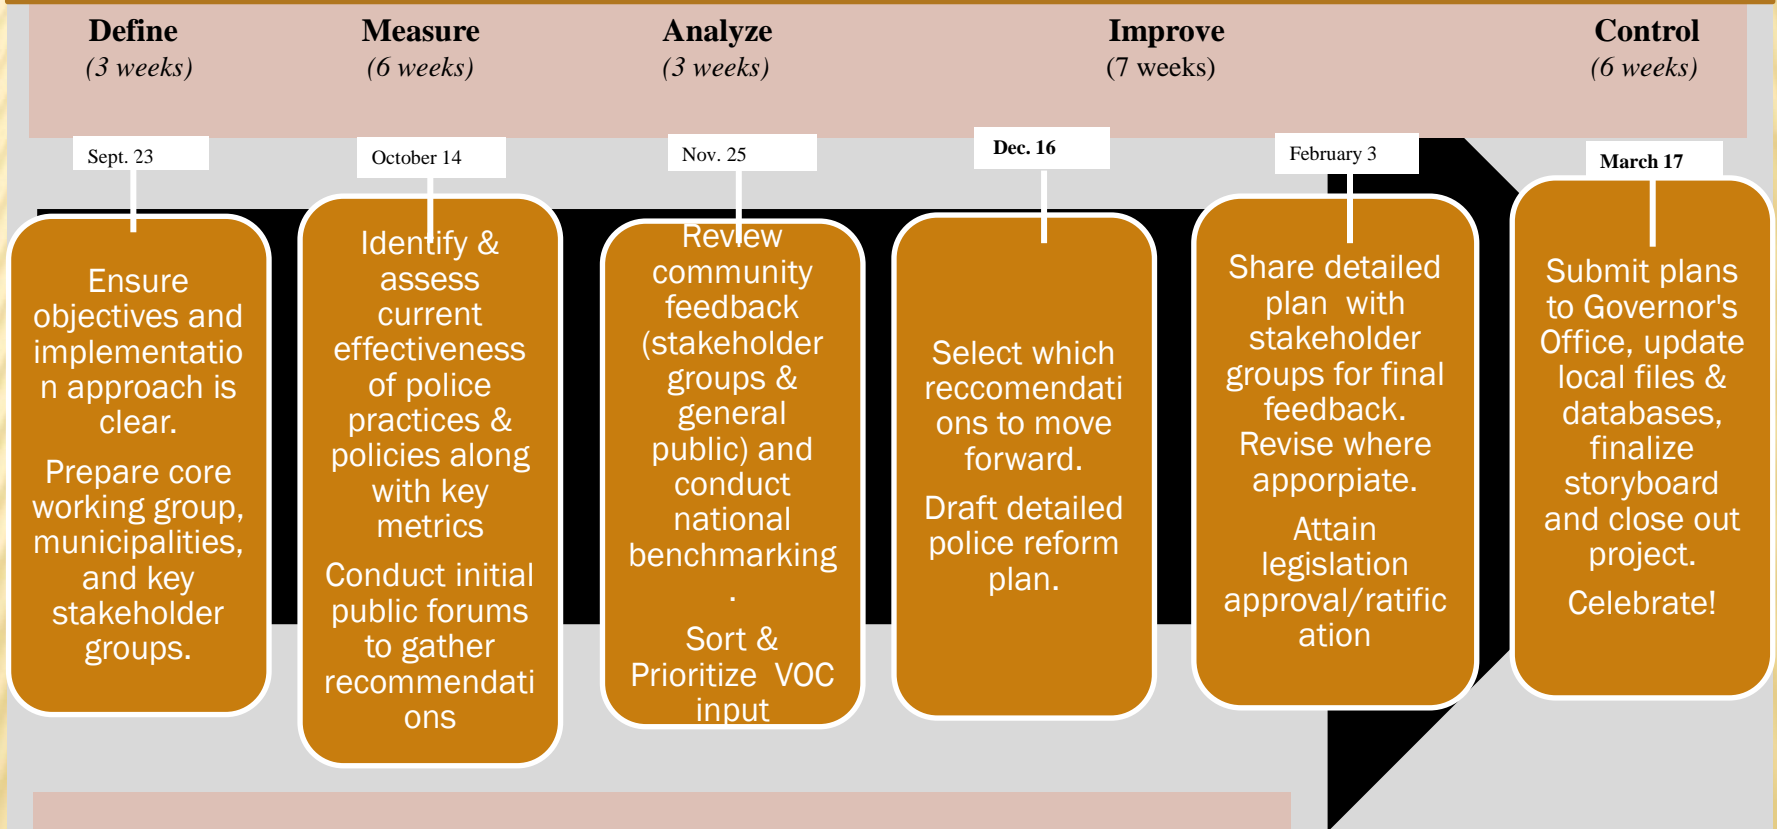 Define
(3 weeks)
Measure
(6 weeks)
Analyze
(3 weeks)
Improve
(7 weeks)
Control
(6 weeks)
Sept. 23
October 14
Nov. 25
Dec. 16
February 3
March 17
Ensure
objectives and
implementatio
n approach is
clear.
Prepare core
working group,
municipalities,
and key
stakeholder
groups.
Identify &
assess
current
effectiveness
of police
practices &
policies along
with key
metrics
Conduct initial
public forums
to gather
recommendati
ons
Review
community
feedback
(stakeholder
groups &
general
public) and
conduct
national
benchmarking
.
Sort &
Prioritize VOC
input
Select which
reccomendati
ons to move
forward.
Draft detailed
police reform
plan.
Share detailed
plan with
stakeholder
groups for final
feedback.
Revise where
apporpiate.
Attain
legislation
approval/ratific
ation
Submit plans
to Governor's
Office, update
local files &
databases,
finalize
storyboard
and close out
project.
Celebrate!